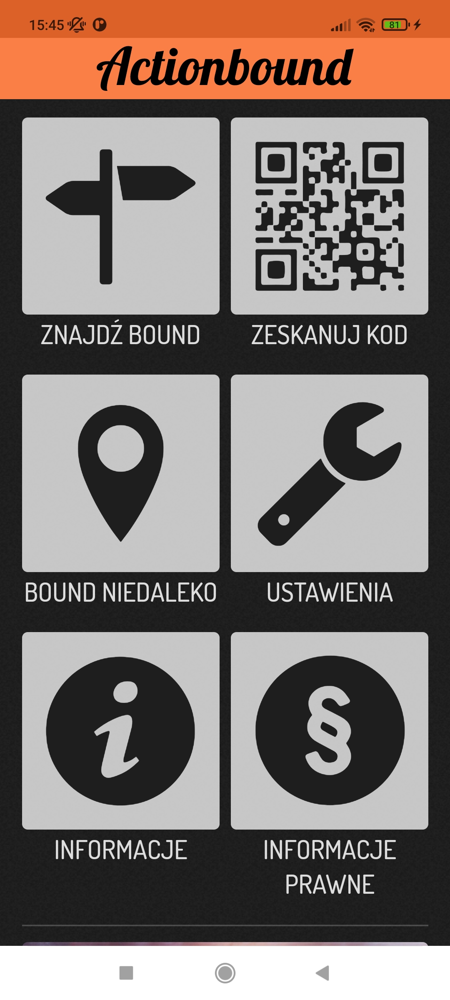 15:45
81
Actionbound
ZNAJDŹ BOUND
ZESKANUJ KOD
BOUND NIEDALEKO
USTAWIENIA
INFORMACJE
INFORMACJE
PRAWNE